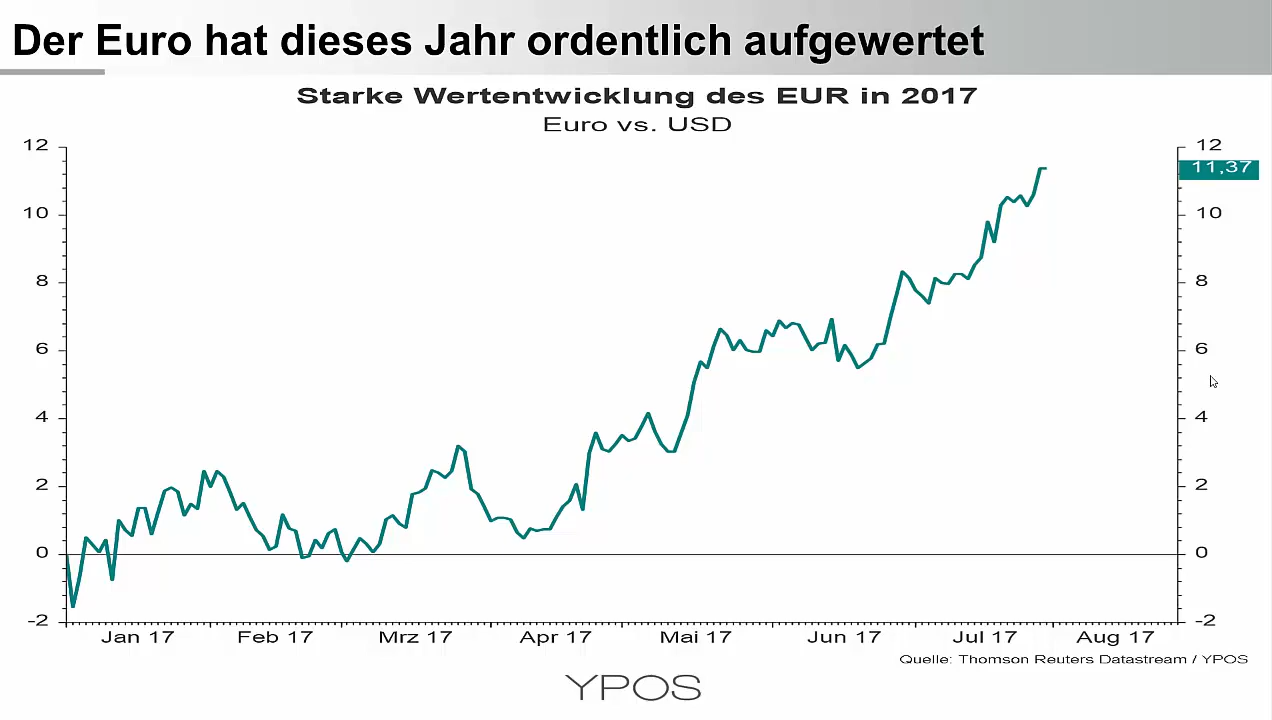 Der Euro hat dieses Jahr ordentlich aufgewertet
Starke Wertentwicklung des EUR in 2017
Euro vs. USD
12 12
11,37
10 10
8 8
6 6
4 4
2 2
0 0
-2 -2
Jan 17 Feb 17 Mrz 17 Apr 17 Mai 17 Jun 17 Jul 17 Aug 17
Quelle: Thomson Reuters Datastream / YPOS
YPOS